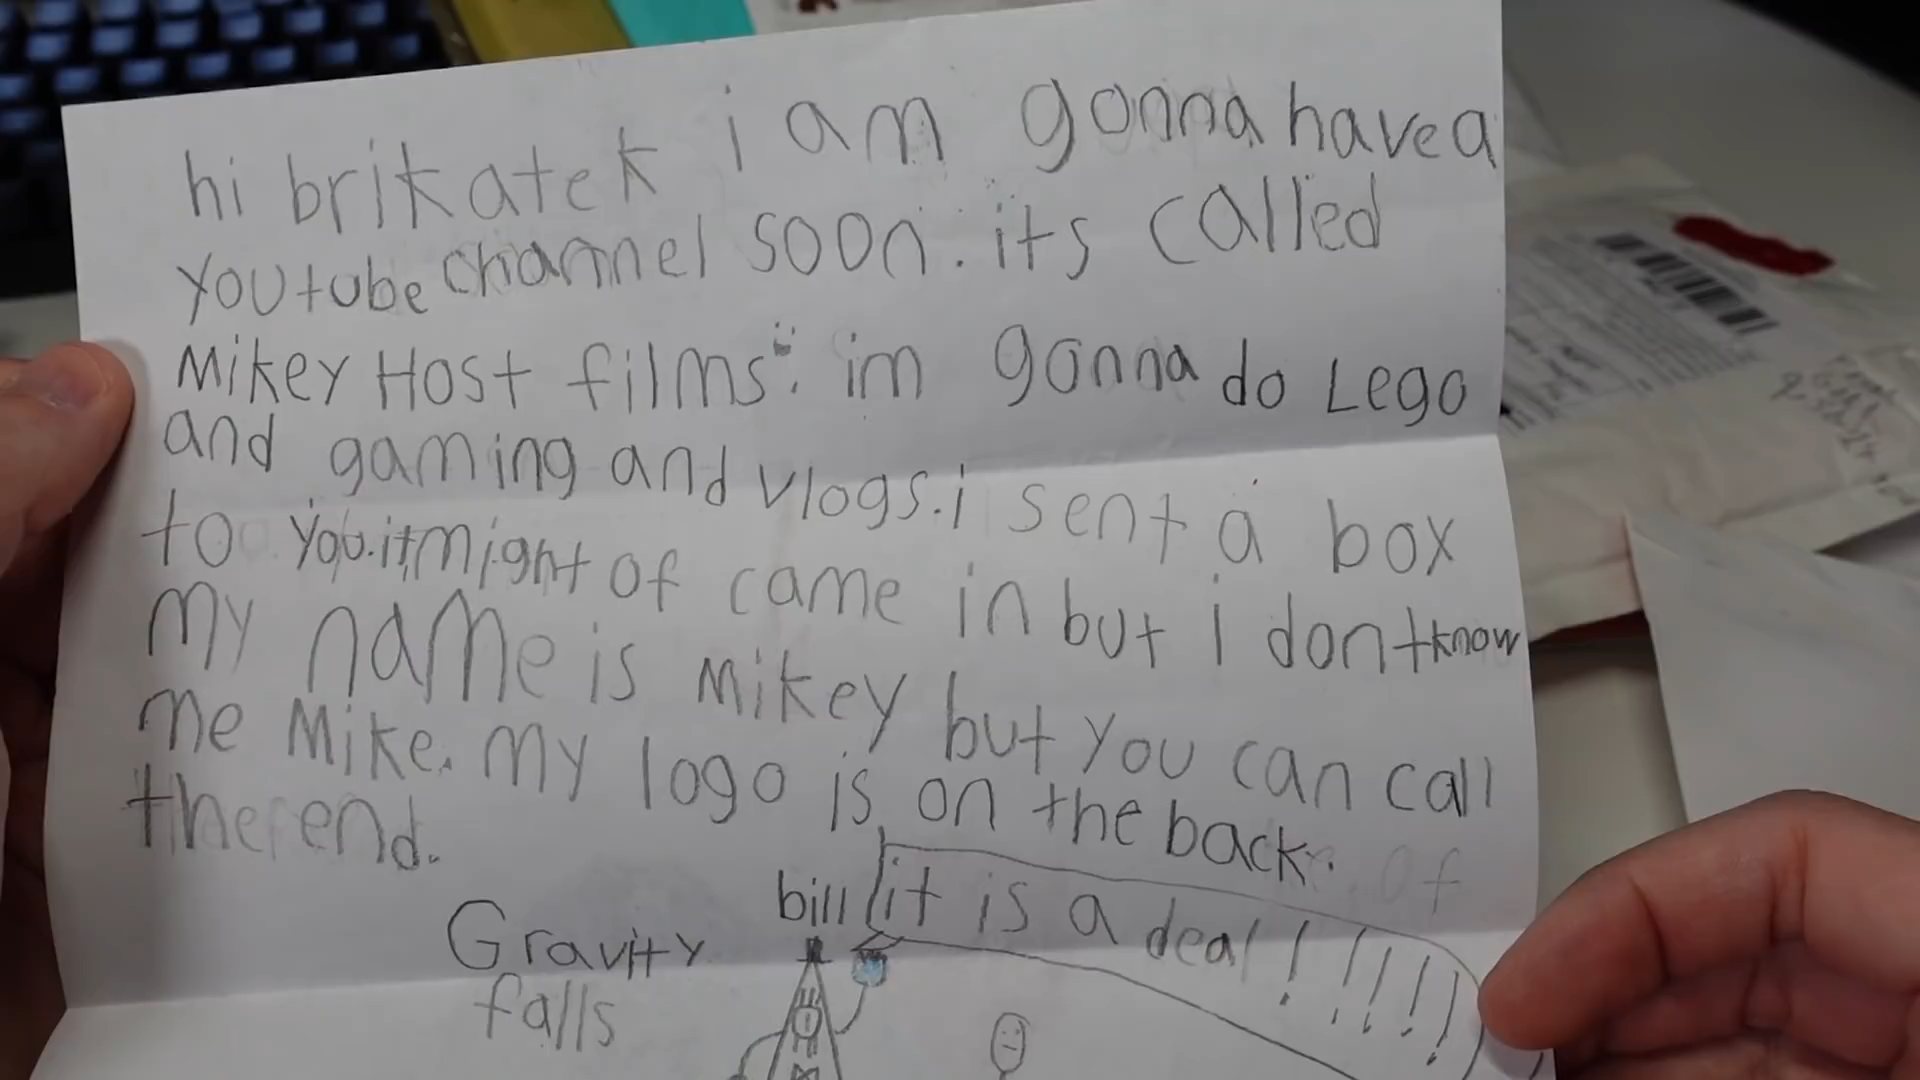 hi brikatek i am gonna have a
youtube channel soon. its called
Mikey Host films. im gonna do Lego
and gaming and vlogs. i sent a box
to you. it might of came in but i dont know
my name is Mikey but you can call
me Mike. My logo is on the back. of
the end.
bill
it is a deal!!!!!
Gravity
falls